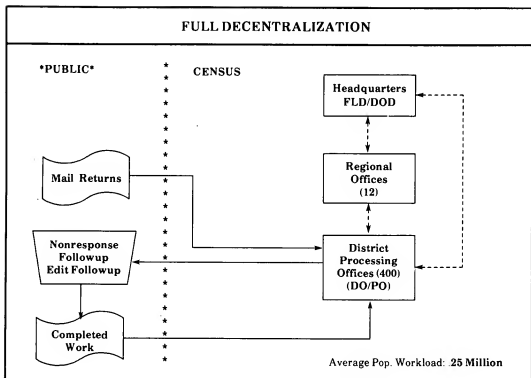 FULL DECENTRALIZATION
*PUBLIC*
CENSUS
Headquarters
FLD/DOD
Mail Returns
Regional
Offices
(12)
Nonresponse
Followup
Edit Followup
District
Processing
Offices (400)
(DO/PO)
Completed
Work
Average Pop. Workload: .25 Million